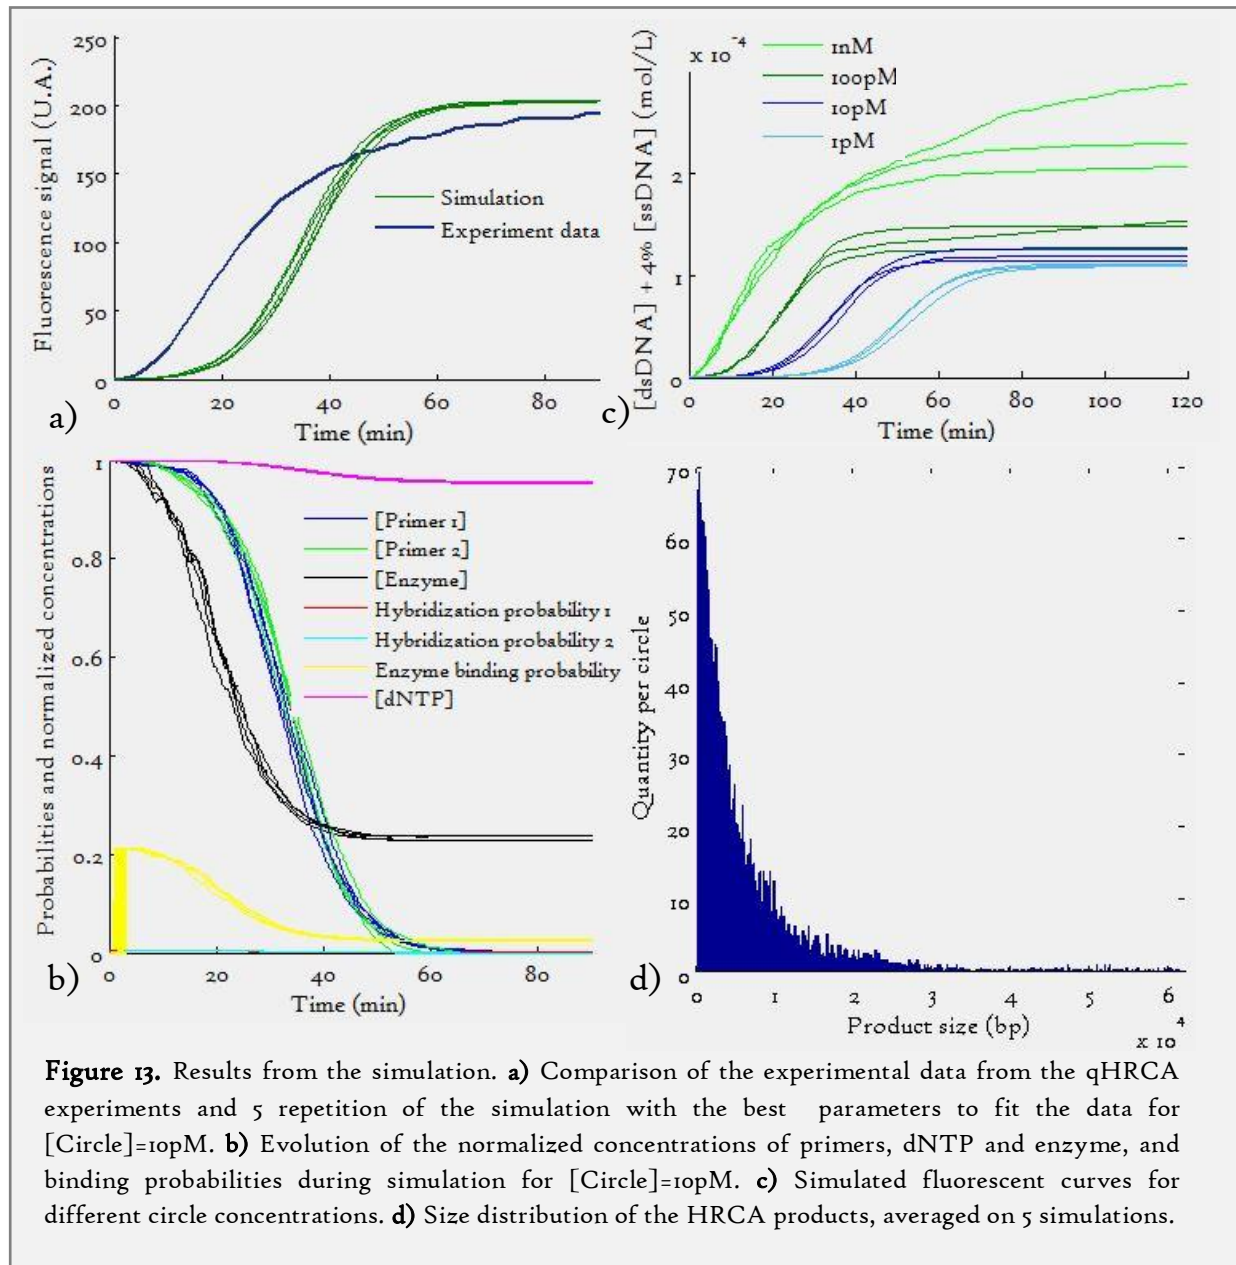 250
200
150
100
50
0
0
20
40
60
80
Fluorescence signal (U.A.)
Time (min)
Simulation
Experiment data
a)
x 10⁻⁴
1nM
100pM
10pM
1pM
2
1
0
0
20
40
60
80
100
120
[dsDNA] + 4% [ssDNA] (mol/L)
Time (min)
c)
1
0.8
0.6
0.4
0.2
0
0
20
40
60
80
Probabilities and normalized concentrations
Time (min)
[Primer 1]
[Primer 2]
[Enzyme]
Hybridization probability 1
Hybridization probability 2
Enzyme binding probability
[dNTP]
b)
70
60
50
40
30
20
10
0
0
1
2
3
4
5
6
x 10⁴
Quantity per circle
Product size (bp)
d)
Figure 13. Results from the simulation. a) Comparison of the experimental data from the qHRCA
experiments and 5 repetition of the simulation with the best parameters to fit the data for
[Circle]=10pM. b) Evolution of the normalized concentrations of primers, dNTP and enzyme, and
binding probabilities during simulation for [Circle]=10pM. c) Simulated fluorescent curves for
different circle concentrations. d) Size distribution of the HRCA products, averaged on 5 simulations.